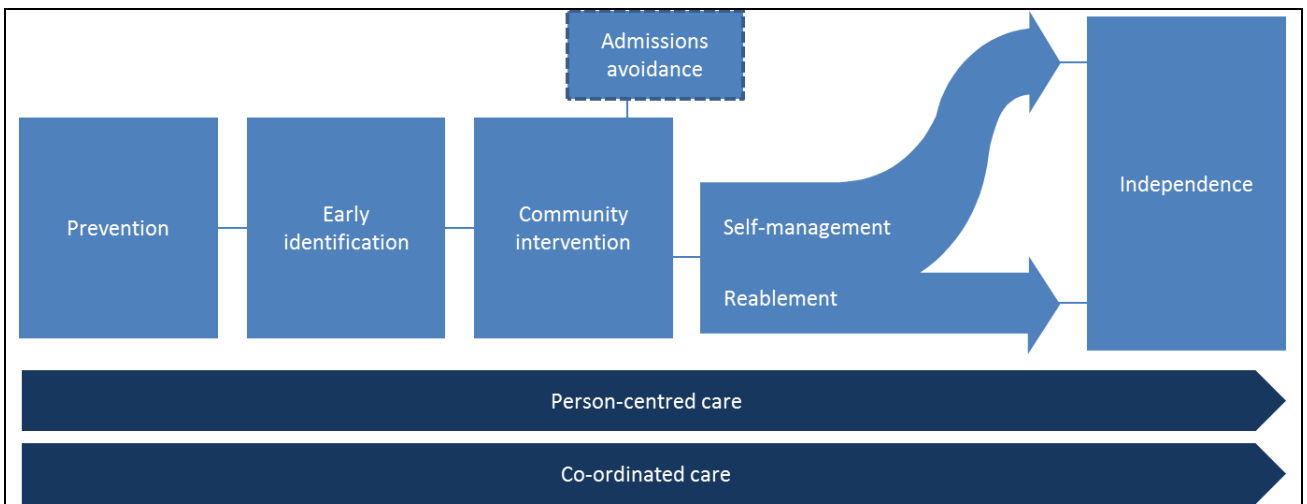 Admissions
avoidance
Prevention
Early
identification
Community
intervention
Self-management
Reablement
Independence
Person-centred care
Co-ordinated care